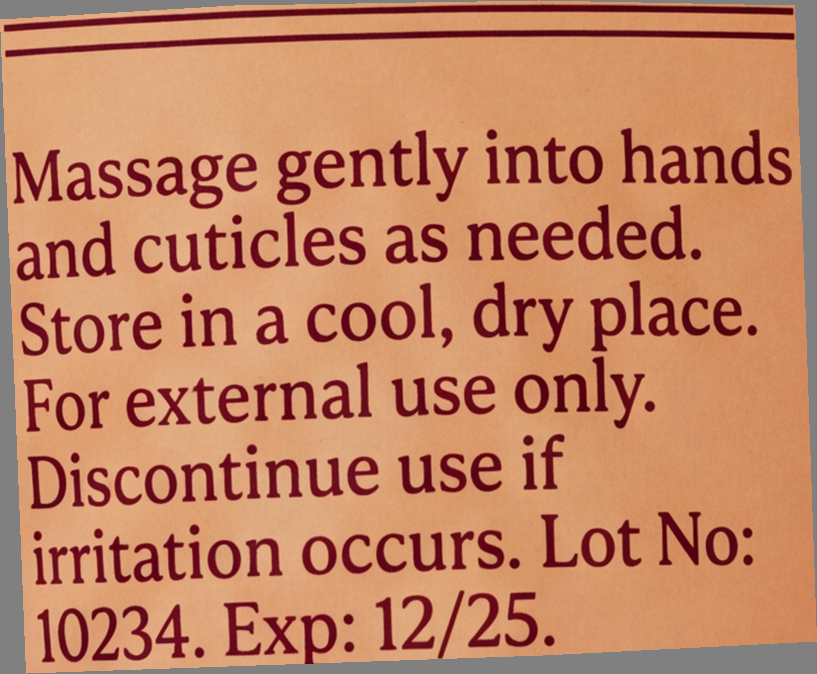 Massage gently into hands
and cuticles as needed.
Store in a cool, dry place.
For external use only.
Discontinue use if
irritation occurs. Lot No:
10234. Exp: 12/25.